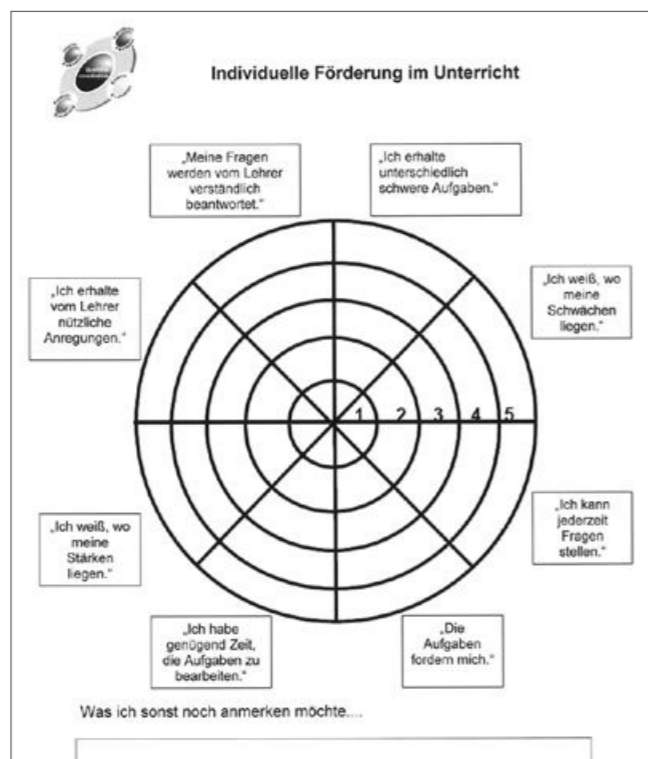 Individuelle Förderung im Unterricht
„Meine Fragen
werden vom Lehrer
verständlich
beantwortet.“
„Ich erhalte
unterschiedlich
schwere Aufgaben.“
„Ich erhalte
vom Lehrer
nützliche
Anregungen.“
„Ich weiß, wo
meine
Schwächen
liegen.“
1 2 3 4 5
„Ich weiß, wo
meine
Stärken
liegen.“
„Ich kann
jederzeit
Fragen
stellen.“
„Ich habe
genügend Zeit,
die Aufgaben zu
bearbeiten.“
„Die
Aufgaben
fordern mich.“
Was ich sonst noch anmerken möchte....